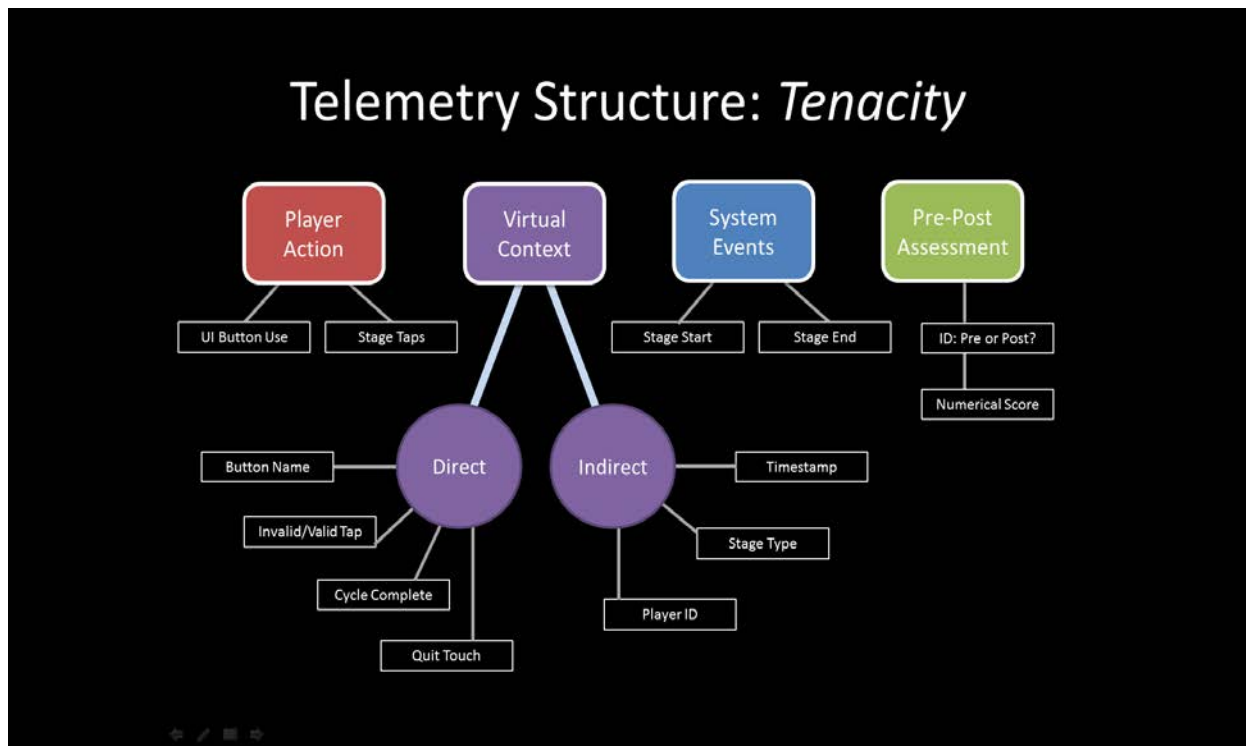 Telemetry Structure: Tenacity
Player
Action
Virtual
Context
System
Events
Pre-Post
Assessment
UI Button Use
Stage Taps
Stage Start
Stage End
ID: Pre or Post?
Numerical Score
Direct
Indirect
Button Name
Timestamp
Invalid/Valid Tap
Stage Type
Cycle Complete
Player ID
Quit Touch